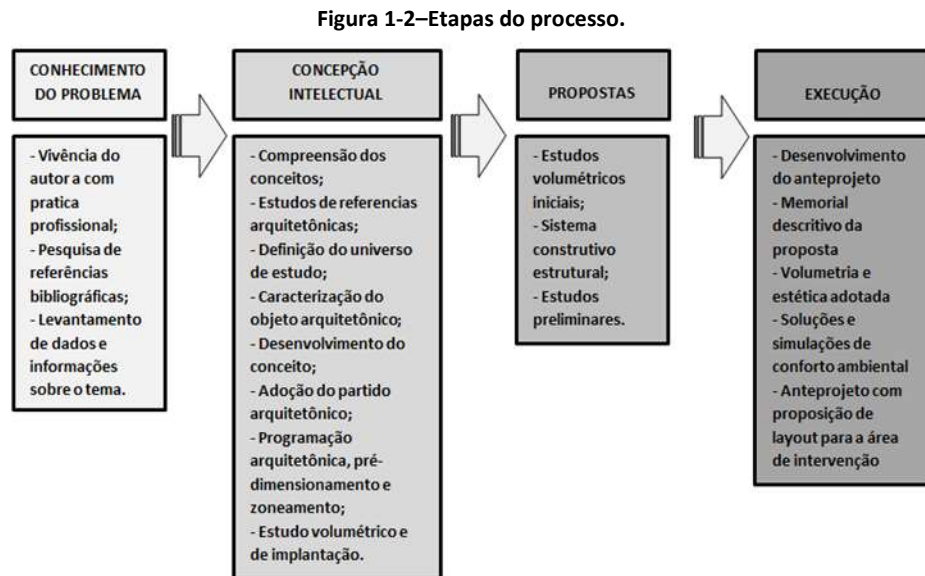 Figura 1-2–Etapas do processo.
CONHECIMENTO
DO PROBLEMA
- Vivência do
autor a com
pratica
profissional;
- Pesquisa de
referências
bibliográficas;
- Levantamento
de dados e
informações
sobre o tema.
CONCEPÇÃO
INTELECTUAL
- Compreensão dos
conceitos;
- Estudos de referencias
arquitetônicas;
- Definição do universo
de estudo;
- Caracterização do
objeto arquitetônico;
- Desenvolvimento do
conceito;
- Adoção do partido
arquitetônico;
- Programação
arquitetônica, pré-
dimensionamento e
zoneamento;
- Estudo volumétrico e
de implantação.
PROPOSTAS
- Estudos
volumétricos
iniciais;
- Sistema
construtivo
estrutural;
- Estudos
preliminares.
EXECUÇÃO
- Desenvolvimento
do anteprojeto
- Memorial
descritivo da
proposta
- Volumetria e
estética adotada
- Soluções e
simulações de
conforto ambiental
- Anteprojeto com
proposição de
layout para a área
de intervenção